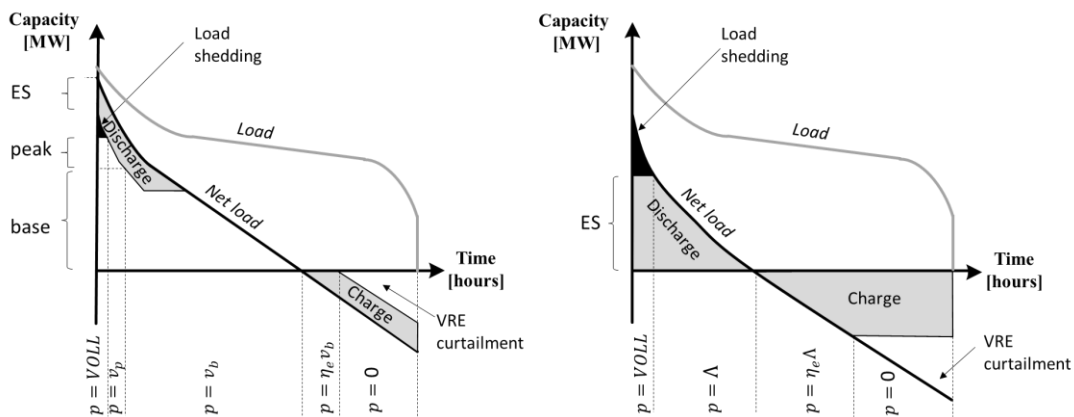 Capacity
[MW]
Load
shedding
ES
peak
base
Discharge
Load
Net load
Time
[hours]
Charge
VRE
curtailment
p = VOLL
p = v_p
p = v_b
p = η_e v_b
p = 0
Capacity
[MW]
Load
shedding
ES
Discharge
Load
Net load
Time
[hours]
Charge
VRE
curtailment
p = VOLL
p = V
p = η_e V
p = 0